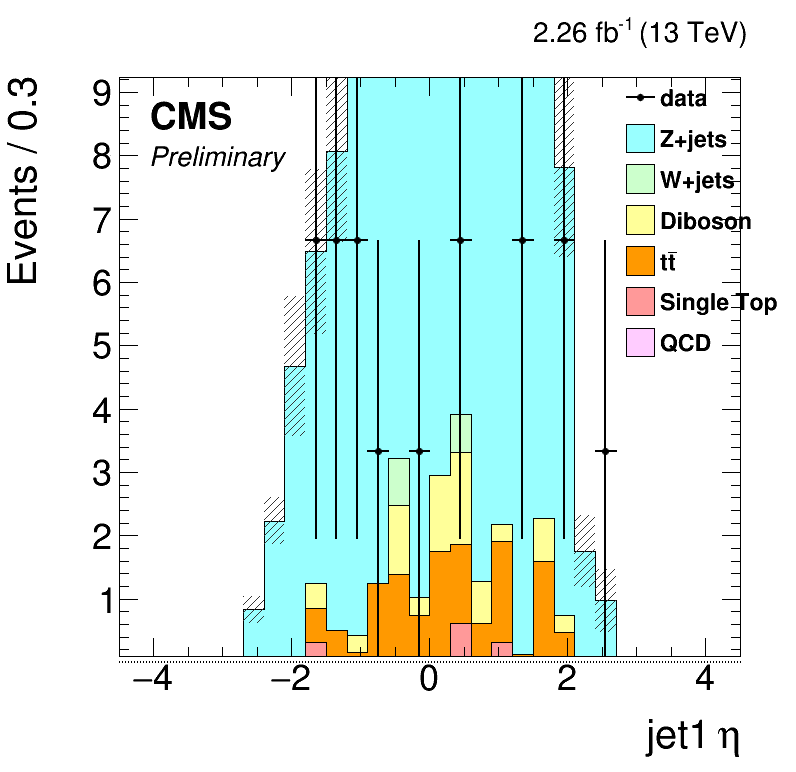 2.26 fb-1 (13 TeV)
Events / 0.3
CMS
Preliminary
data
Z+jets
W+jets
Diboson
tt̄
Single Top
QCD
9
8
7
6
5
4
3
2
1
−4 −2 0 2 4
jet1 η